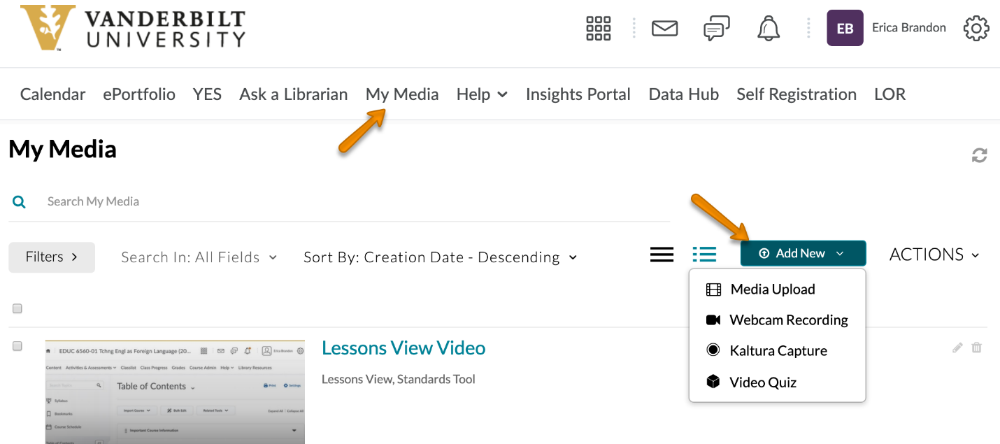 VANDERBILT
UNIVERSITY
™
EB
Erica Brandon
Calendar ePortfolio YES Ask a Librarian My Media Help Insights Portal Data Hub Self Registration LOR
My Media
Search My Media
Filters
Search In: All Fields
Sort By: Creation Date - Descending
Add New
ACTIONS
Media Upload
Webcam Recording
Kaltura Capture
Video Quiz
EDUC 6560-01 Tchng Engl as Foreign Language (20...
Erica Brandon
Content Activities & Assessments Classlist Class Progress Grades Course Admin Help Library Resources
Search Topics
Table of Contents
Print
Settings
Syllabus
Bookmarks
Course Schedule
Table of Contents
Import Course
Bulk Edit
Related Tools
Expand All | Collapse All
Important Course Information
Lessons View Video
Lessons View, Standards Tool